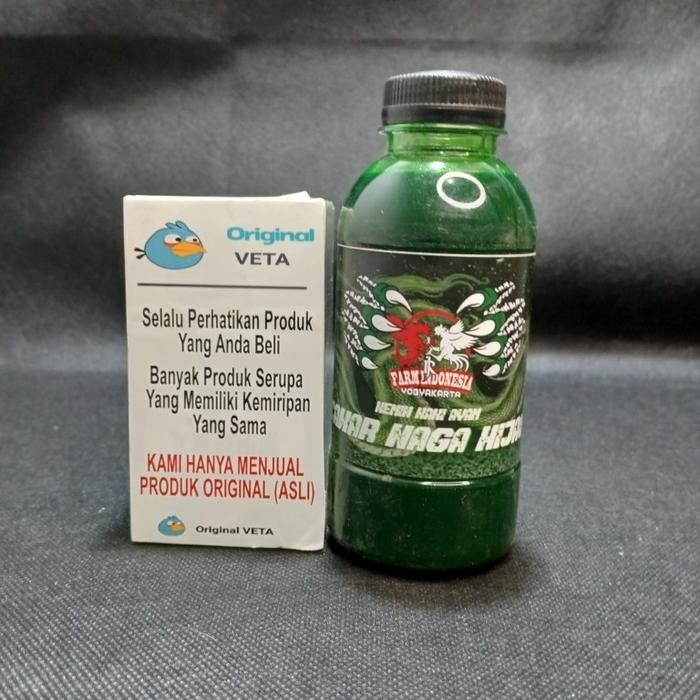 Original
VETA
Selalu Perhatikan Produk
Yang Anda Beli
Banyak Produk Serupa
Yang Memiliki Kemiripan
Yang Sama
KAMI HANYA MENJUAL
PRODUK ORIGINAL (ASLI)
Original VETA
FARM INDONESIA
YOGYAKARTA
AYAM
NAGA